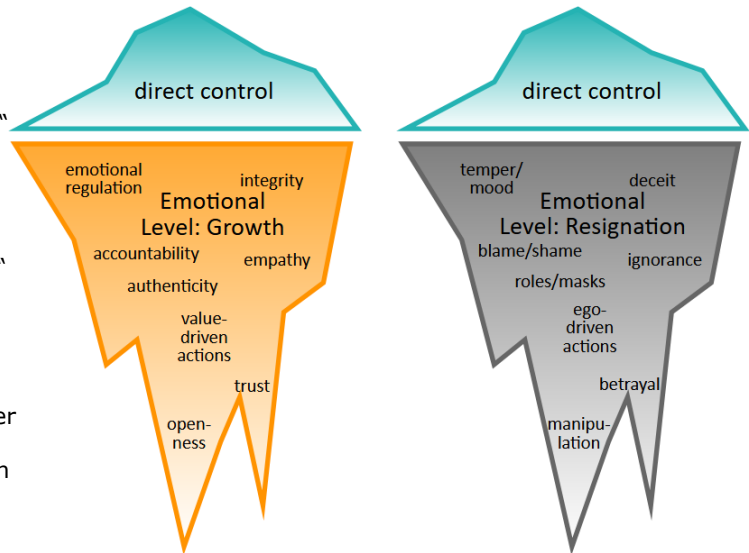 direct control
“
emotional
regulation
integrity
Emotional
Level: Growth
accountability
empathy
“
authenticity
value-
driven
actions
trust
er
open-
ness
n
direct control
temper/
mood
deceit
Emotional
Level: Resignation
blame/shame
ignorance
roles/masks
ego-
driven
actions
betrayal
manipu-
lation